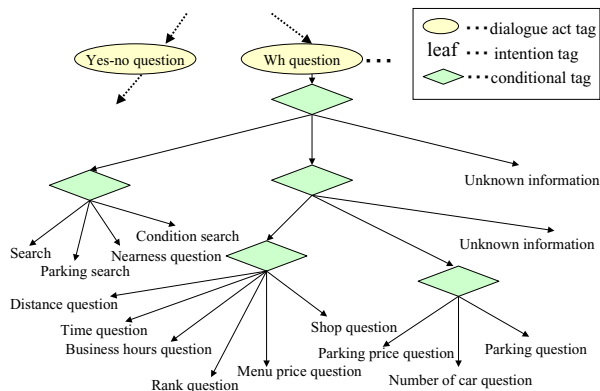 dialogue act tag
leaf intention tag
conditional tag
Yes-no question
Wh question
Unknown information
Search
Parking search
Nearness question
Condition search
Unknown information
Distance question
Time question
Business hours question
Rank question
Menu price question
Shop question
Parking price question
Number of car question
Parking question